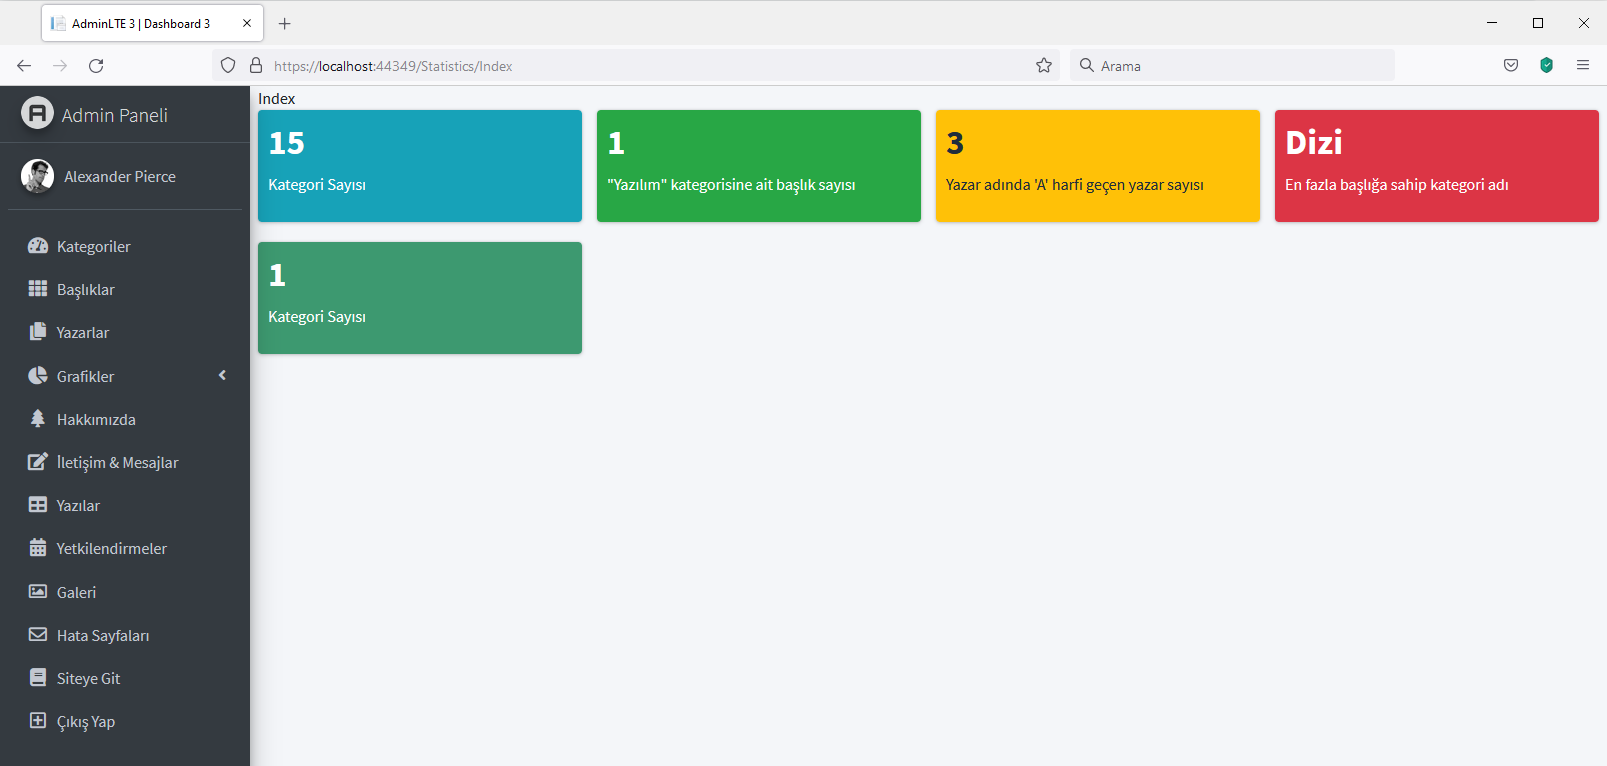 AdminLTE 3 | Dashboard 3
https://localhost:44349/Statistics/Index
Arama
Admin Paneli
Alexander Pierce
Kategoriler
Başlıklar
Yazarlar
Grafikler
Hakkımızda
İletişim & Mesajlar
Yazılar
Yetkilendirmeler
Galeri
Hata Sayfaları
Siteye Git
Çıkış Yap
Index
15
Kategori Sayısı
1
"Yazılım" kategorisine ait başlık sayısı
3
Yazar adında 'A' harfi geçen yazar sayısı
Dizi
En fazla başlığa sahip kategori adı
1
Kategori Sayısı